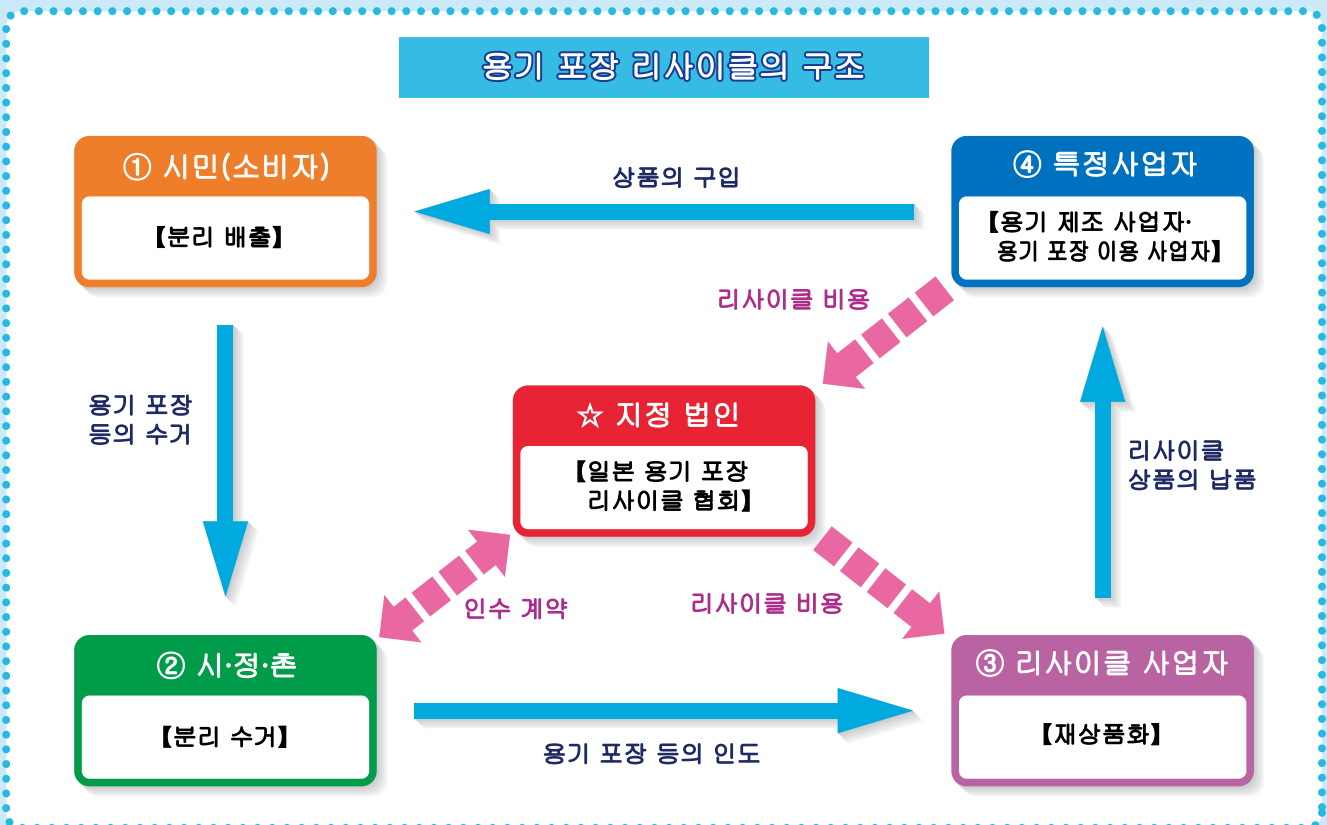 용기 포장 리사이클의 구조
① 시민(소비자)
【분리 배출】
상품의 구입
④ 특정사업자
【용기 제조 사업자·
용기 포장 이용 사업자】
리사이클 비용
용기 포장
등의 수거
☆ 지정 법인
【일본 용기 포장
리사이클 협회】
리사이클
상품의 납품
인수 계약
리사이클 비용
② 시·정·촌
【분리 수거】
용기 포장 등의 인도
③ 리사이클 사업자
【재상품화】